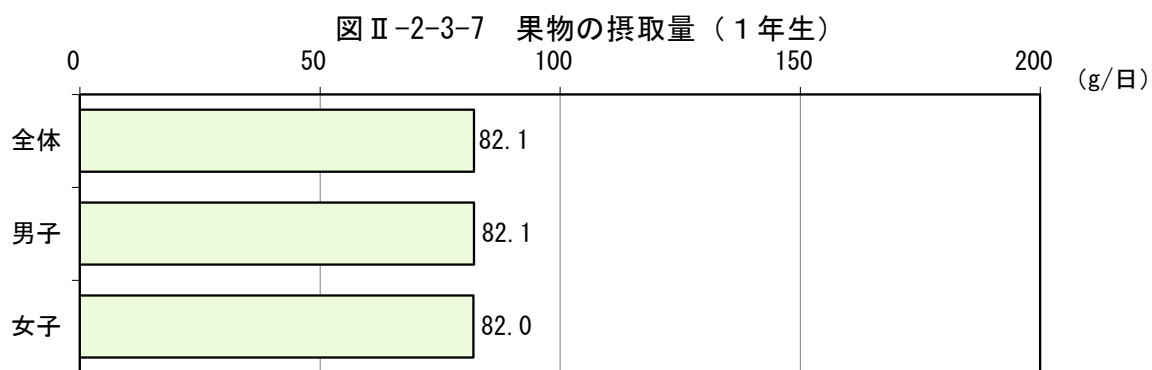 図Ⅱ-2-3-7　果物の摂取量（１年生）
0 50 100 150 200
(g/日)
全体 82.1
男子 82.1
女子 82.0